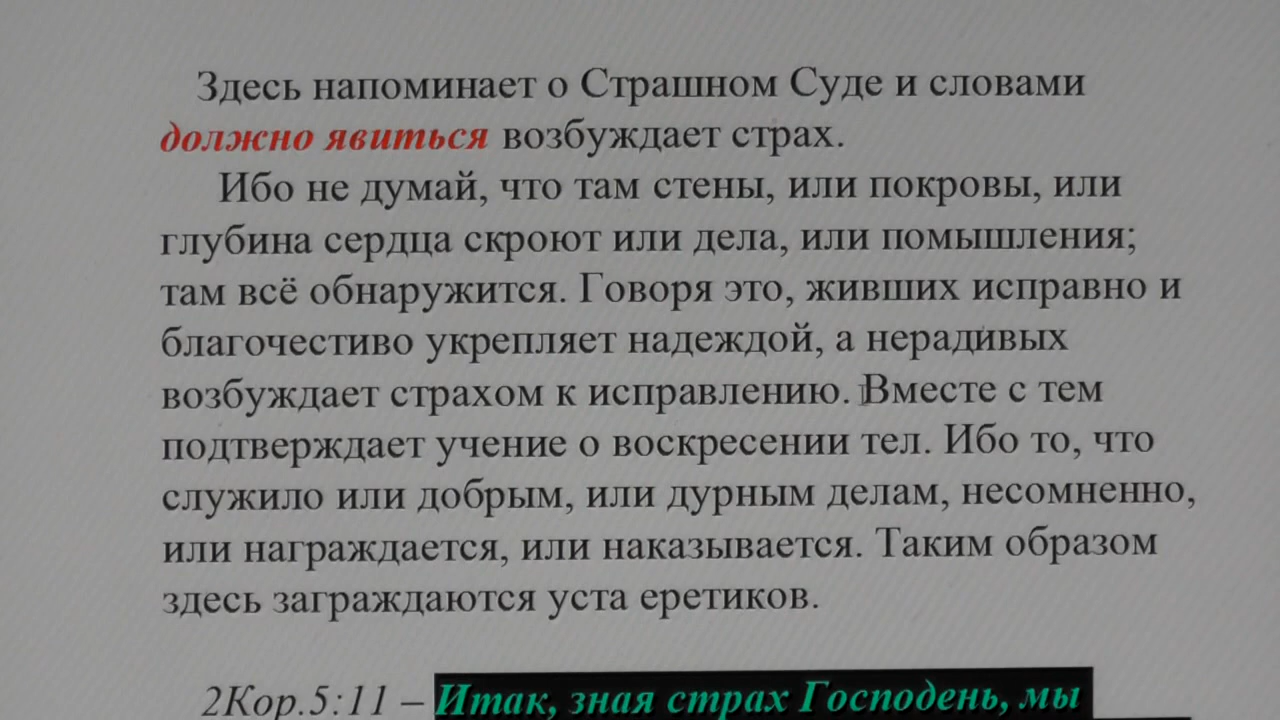 Здесь напоминает о Страшном Суде и словами
должно явиться возбуждает страх.
Ибо не думай, что там стены, или покровы, или
глубина сердца скроют или дела, или помышления;
там всё обнаружится. Говоря это, живших исправно и
благочестиво укрепляет надеждой, а нерадивых
возбуждает страхом к исправлению. Вместе с тем
подтверждает учение о воскресении тел. Ибо то, что
служило или добрым, или дурным делам, несомненно,
или награждается, или наказывается. Таким образом
здесь заграждаются уста еретиков.
2Кор.5:11 – Итак, зная страх Господень, мы